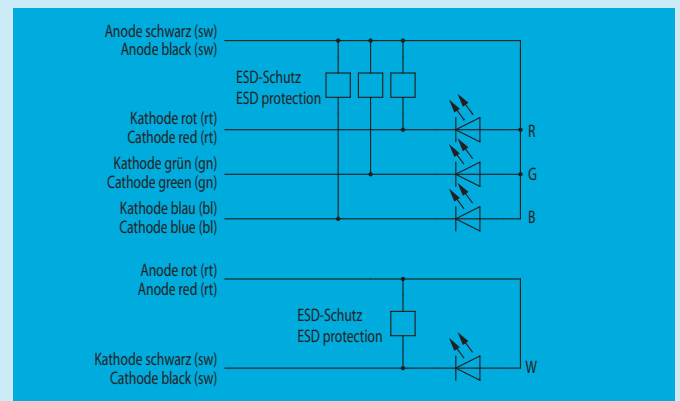 Anode schwarz (sw)
Anode black (sw)
ESD-Schutz
ESD protection
Kathode rot (rt)
Cathode red (rt)
R
Kathode grün (gn)
Cathode green (gn)
G
Kathode blau (bl)
Cathode blue (bl)
B
Anode rot (rt)
Anode red (rt)
ESD-Schutz
ESD protection
Kathode schwarz (sw)
Cathode black (sw)
W